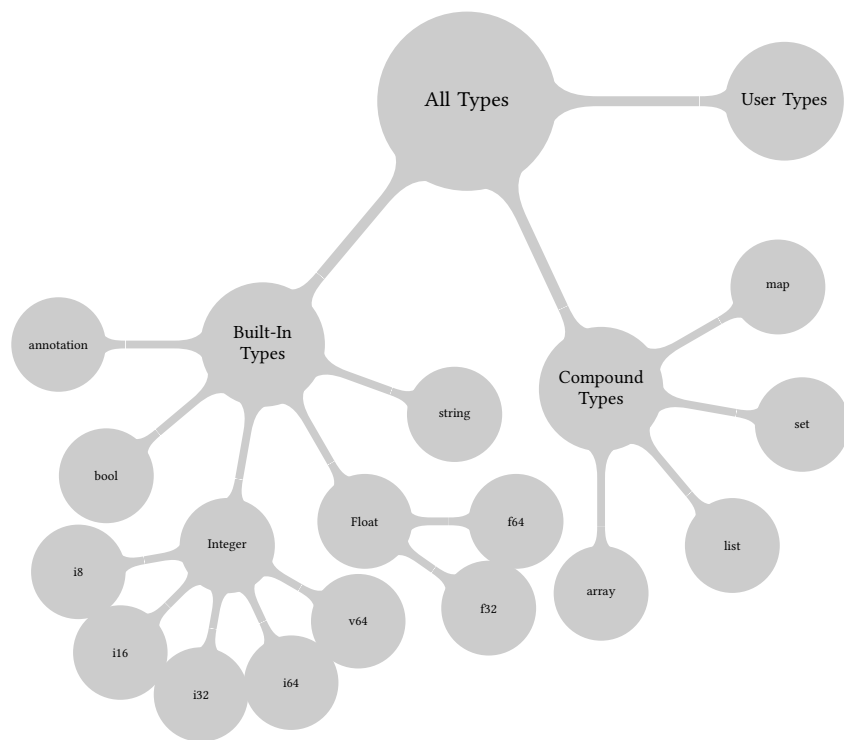 All Types
User Types
map
Built-In
Types
annotation
Compound
Types
string
set
bool
Float
f64
Integer
list
i8
array
f32
v64
i16
i64
i32